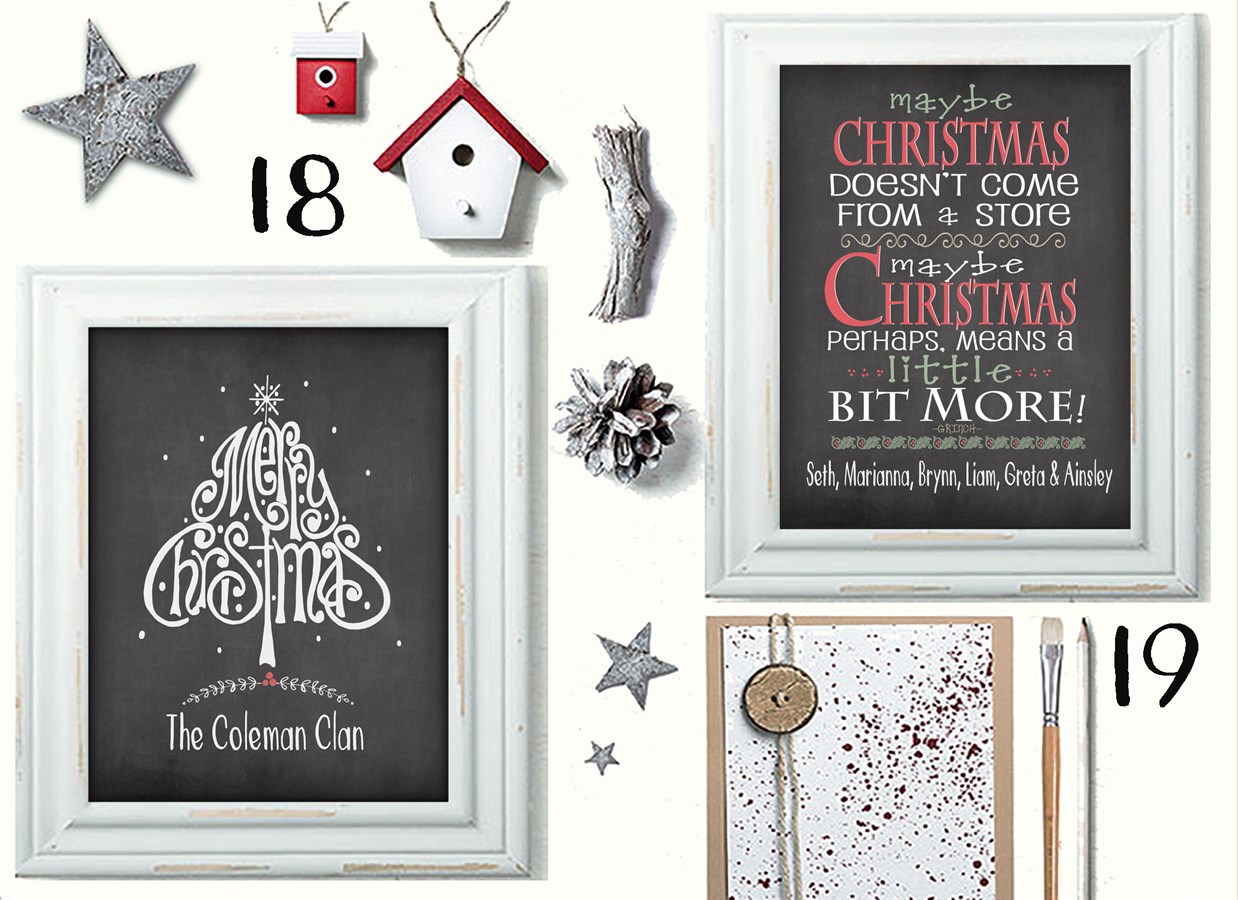 18
Merry
Christmas
The Coleman Clan
maybe
CHRISTMAS
DOESN'T COME
FROM a STORE
maybe
CHRISTMAS
PERHAPS, MEANS a
little
BIT MORE!
-GRINCH-
Seth, Marianna, Brynn, Liam, Greta & Ainsley
19